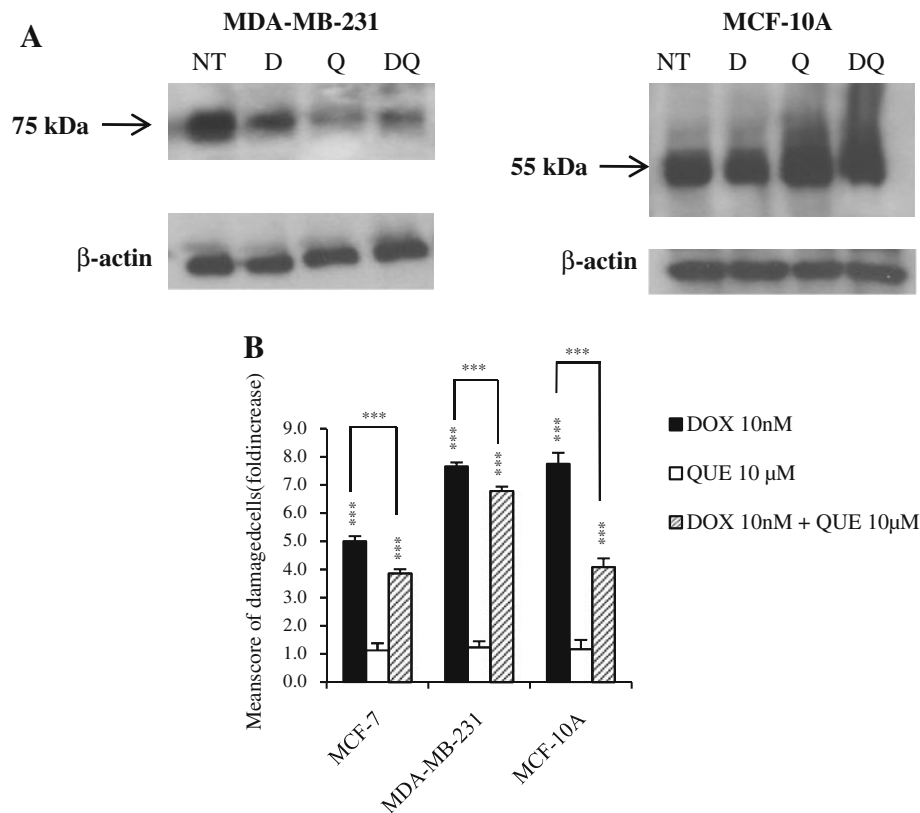 A
MDA-MB-231
NT D Q DQ
75 kDa
β-actin
MCF-10A
NT D Q DQ
55 kDa
β-actin
B
Meanscore of damagedcells(foldincrease)
9.0
8.0
7.0
6.0
5.0
4.0
3.0
2.0
1.0
0.0
*** *** ***
*** *** ***
*** *** ***
MCF-7
MDA-MB-231
MCF-10A
DOX 10nM
QUE 10 μM
DOX 10nM + QUE 10μM